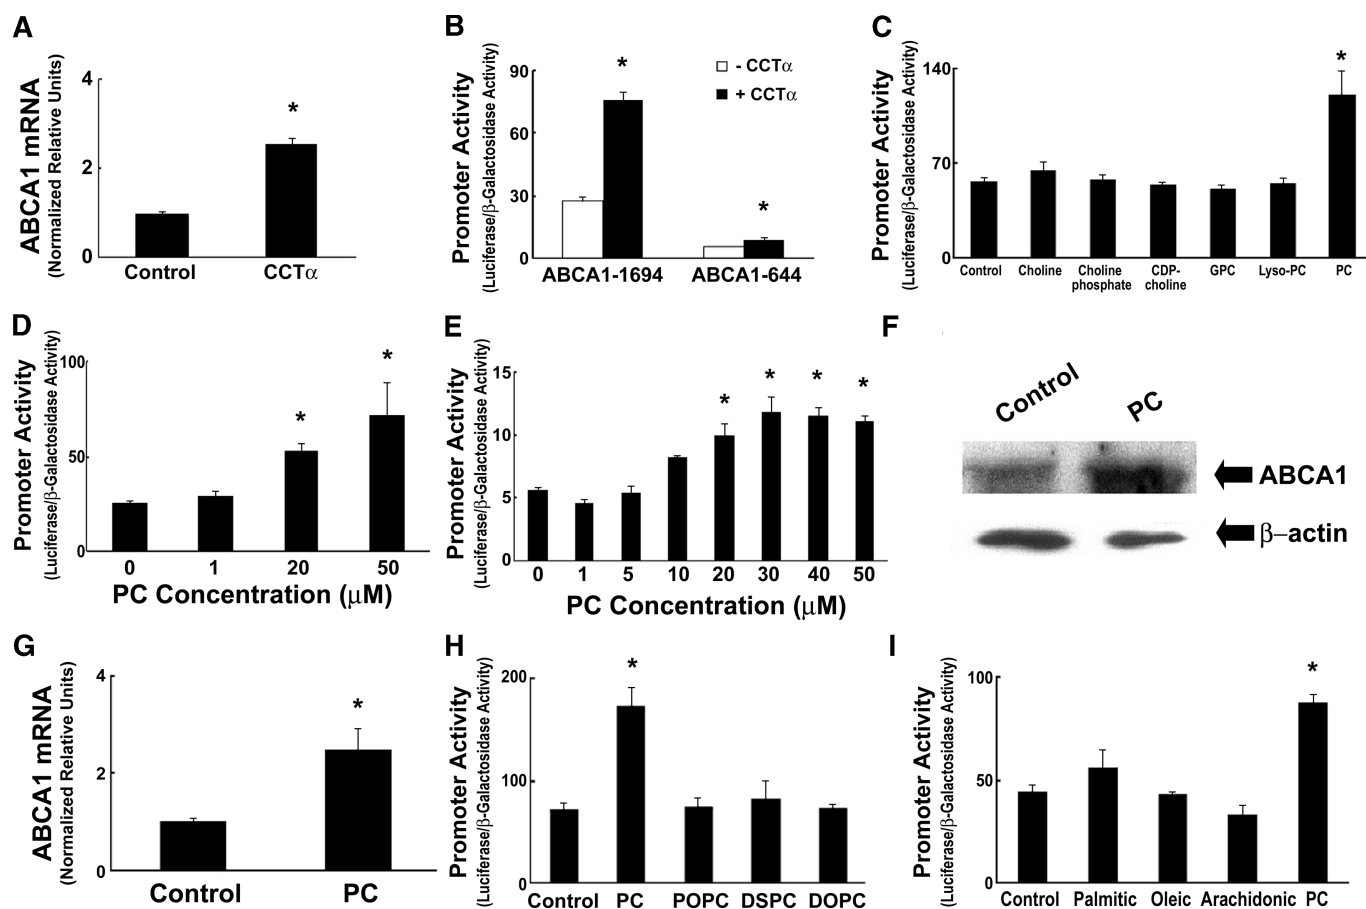 A
ABCA1 mRNA
(Normalized Relative Units)
4
2
0
Control CCTα
*
B
Promoter Activity
(Luciferase/β-Galactosidase Activity)
90
60
30
0
- CCTα
+ CCTα
*
*
ABCA1-1694 ABCA1-644
C
Promoter Activity
(Luciferase/β-Galactosidase Activity)
140
70
0
*
Control Choline Choline phosphate CDP-choline GPC Lyso-PC PC
D
Promoter Activity
(Luciferase/β-Galactosidase Activity)
100
50
0
*
*
0 1 20 50
PC Concentration (μM)
E
Promoter Activity
(Luciferase/β-Galactosidase Activity)
15
10
5
0
* * * *
0 1 5 10 20 30 40 50
PC Concentration (μM)
F
Control PC
ABCA1
β–actin
G
ABCA1 mRNA
(Normalized Relative Units)
4
2
0
*
Control PC
H
Promoter Activity
(Luciferase/β-Galactosidase Activity)
200
100
0
*
Control PC POPC DSPC DOPC
I
Promoter Activity
(Luciferase/β-Galactosidase Activity)
100
50
0
*
Control Palmitic Oleic Arachidonic PC